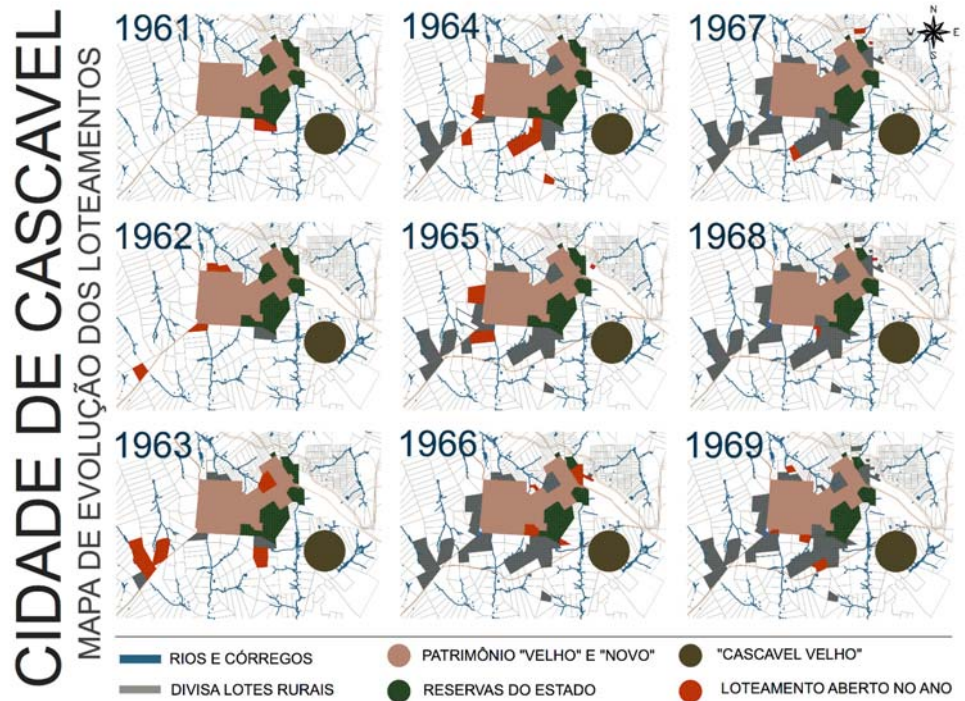 CIDADE DE CASCAVEL
MAPA DE EVOLUÇÃO DOS LOTEAMENTOS
1961
1964
1967
N
V
E
S
1962
1965
1968
1963
1966
1969
RIOS E CÓRREGOS
PATRIMÔNIO "VELHO" E "NOVO"
"CASCAVEL VELHO"
DIVISA LOTES RURAIS
RESERVAS DO ESTADO
LOTEAMENTO ABERTO NO ANO